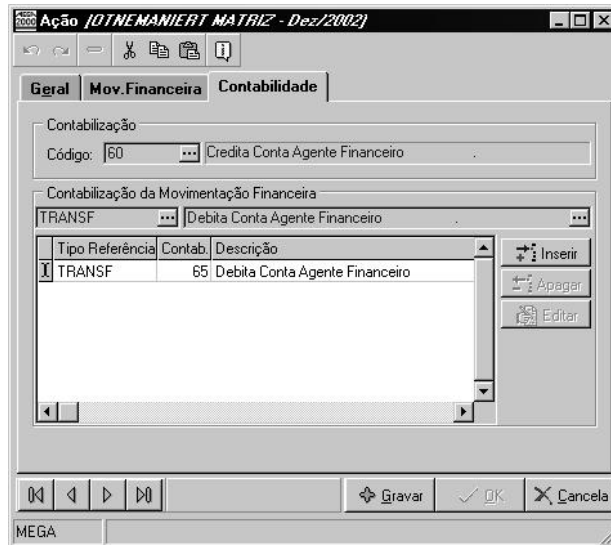 Ação [OTNEMANIERT MATRIZ - Dez/2002]
Geral Mov.Financeira Contabilidade
Contabilização
Código: 60 ... Credita Conta Agente Financeiro .
Contabilização da Movimentação Financeira
TRANSF ... Debita Conta Agente Financeiro . ...
Tipo Referência Contab. Descrição
TRANSF 65 Debita Conta Agente Financeiro
Inserir
Apagar
Editar
Gravar OK Cancela
MEGA